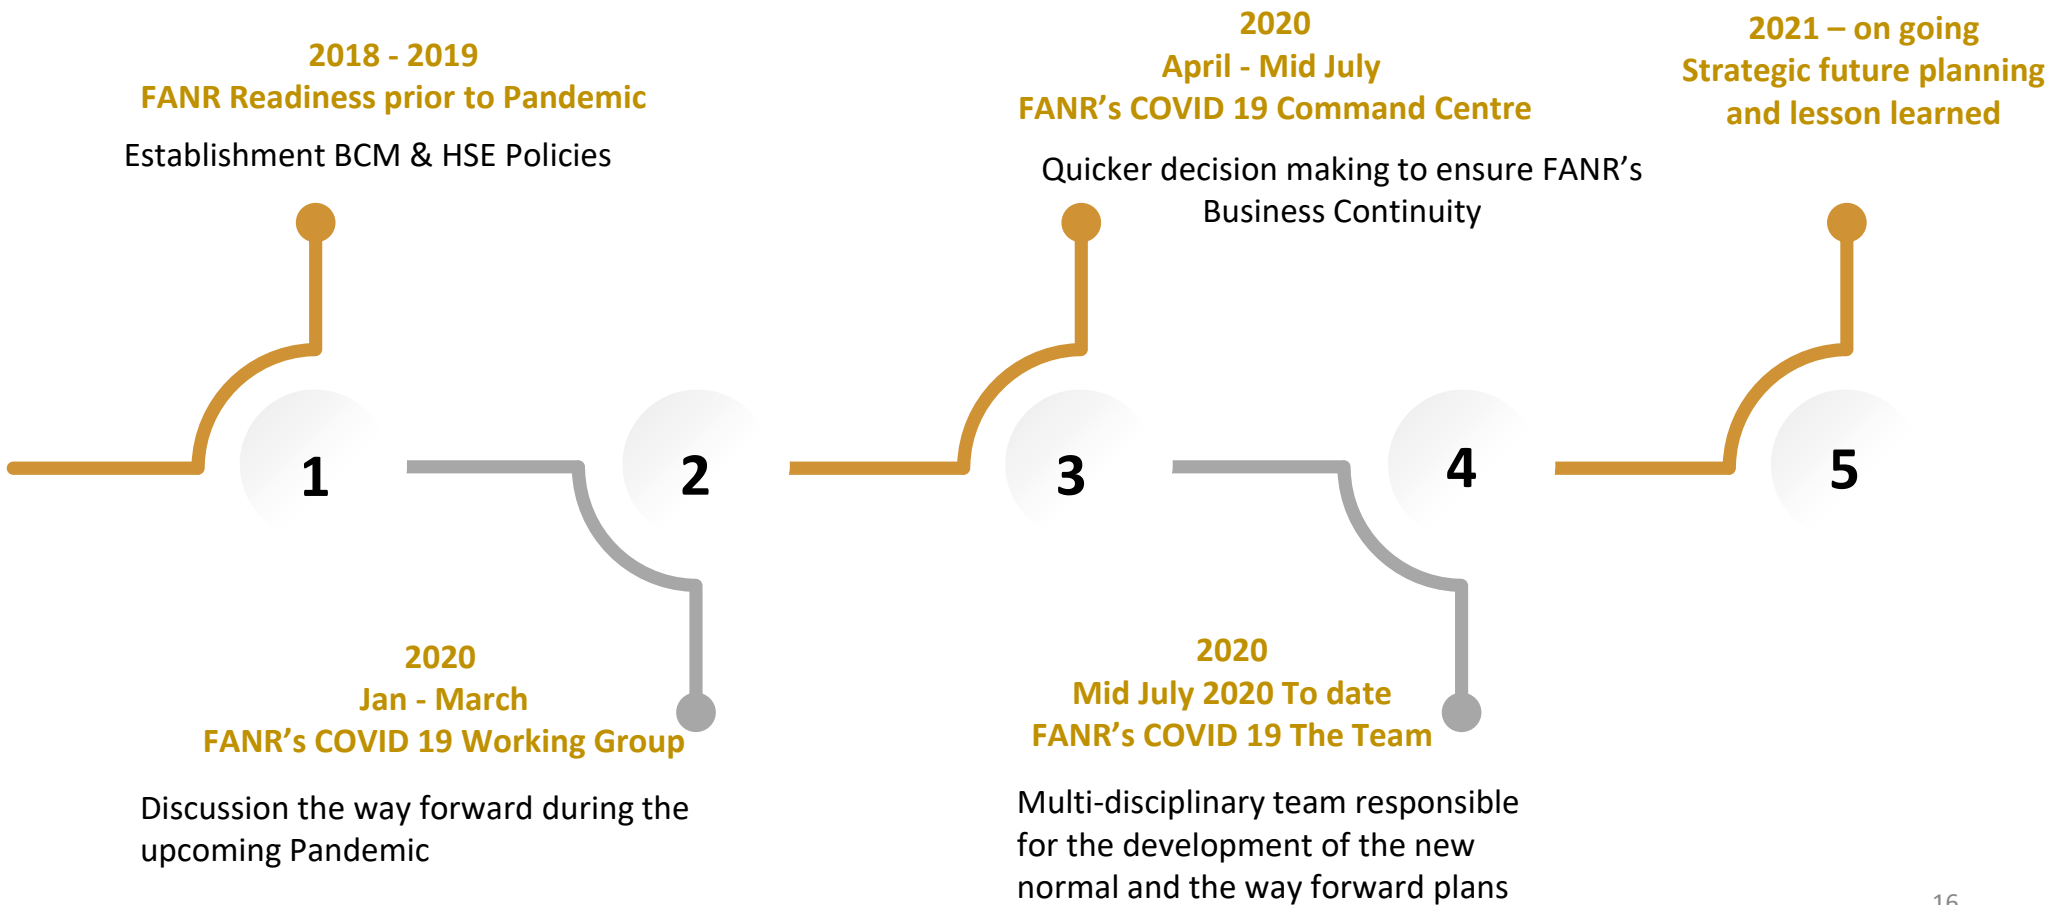 2018 - 2019
FANR Readiness prior to Pandemic
Establishment BCM & HSE Policies
2020
April - Mid July
FANR’s COVID 19 Command Centre
Quicker decision making to ensure FANR’s
Business Continuity
2021 – on going
Strategic future planning
and lesson learned
1
2
3
4
5
2020
Jan - March
FANR’s COVID 19 Working Group
Discussion the way forward during the
upcoming Pandemic
2020
Mid July 2020 To date
FANR’s COVID 19 The Team
Multi-disciplinary team responsible
for the development of the new
normal and the way forward plans
16